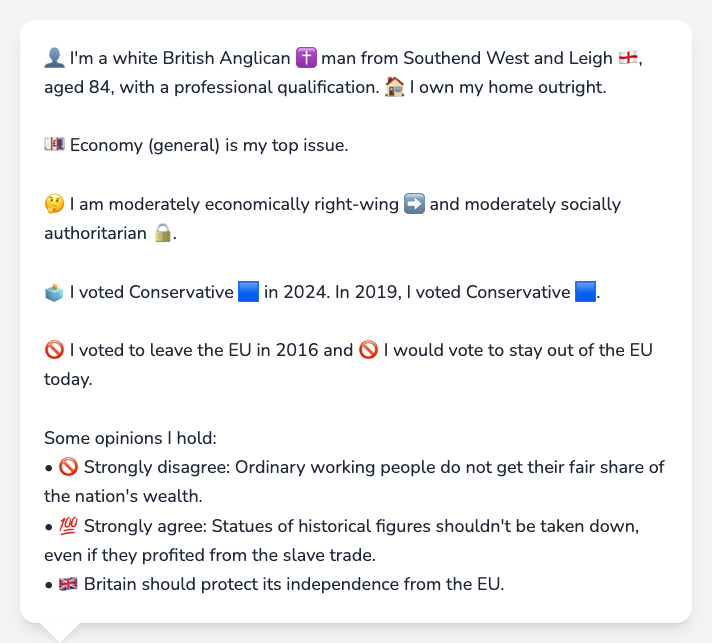 👤 I'm a white British Anglican ✝️ man from Southend West and Leigh 🏴󠁧󠁢󠁥󠁮󠁧󠁿,
aged 84, with a professional qualification. 🏠 I own my home outright.
💷 Economy (general) is my top issue.
🤔 I am moderately economically right-wing ➡️ and moderately socially
authoritarian 🔒.
🗳️ I voted Conservative 🟦 in 2024. In 2019, I voted Conservative 🟦.
🚫 I voted to leave the EU in 2016 and 🚫 I would vote to stay out of the EU
today.
Some opinions I hold:
• 🚫 Strongly disagree: Ordinary working people do not get their fair share of
the nation's wealth.
• 💯 Strongly agree: Statues of historical figures shouldn't be taken down,
even if they profited from the slave trade.
• 🇬🇧 Britain should protect its independence from the EU.